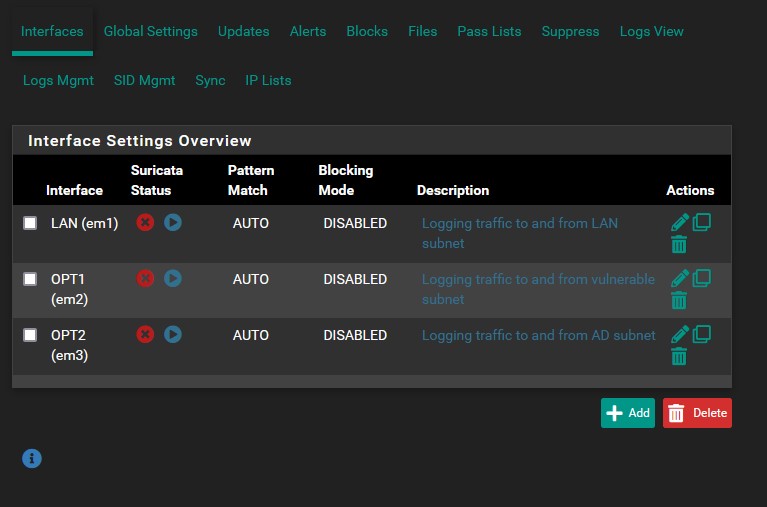 Interfaces Global Settings Updates Alerts Blocks Files Pass Lists Suppress Logs View
Logs Mgmt SID Mgmt Sync IP Lists
Interface Settings Overview
Interface Suricata Status Pattern Match Blocking Mode Description Actions
LAN (em1) AUTO DISABLED Logging traffic to and from LAN
subnet
OPT1 AUTO DISABLED Logging traffic to and from vulnerable
(em2) subnet
OPT2 AUTO DISABLED Logging traffic to and from AD subnet
(em3)
Add Delete